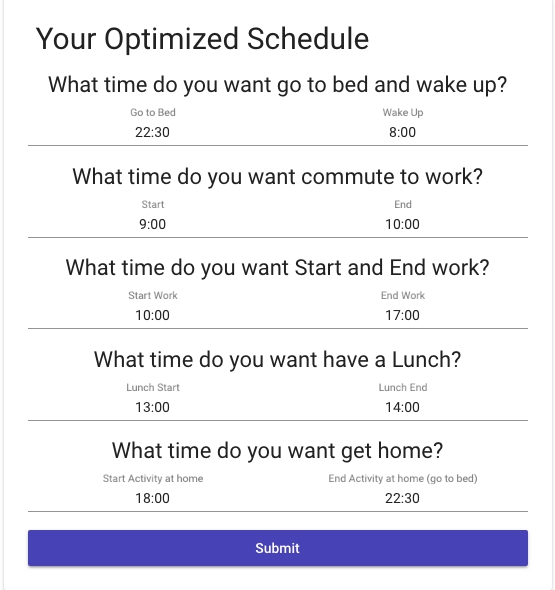 Your Optimized Schedule
What time do you want go to bed and wake up?
Go to Bed Wake Up
22:30 8:00
What time do you want commute to work?
Start End
9:00 10:00
What time do you want Start and End work?
Start Work End Work
10:00 17:00
What time do you want have a Lunch?
Lunch Start Lunch End
13:00 14:00
What time do you want get home?
Start Activity at home End Activity at home (go to bed)
18:00 22:30
Submit